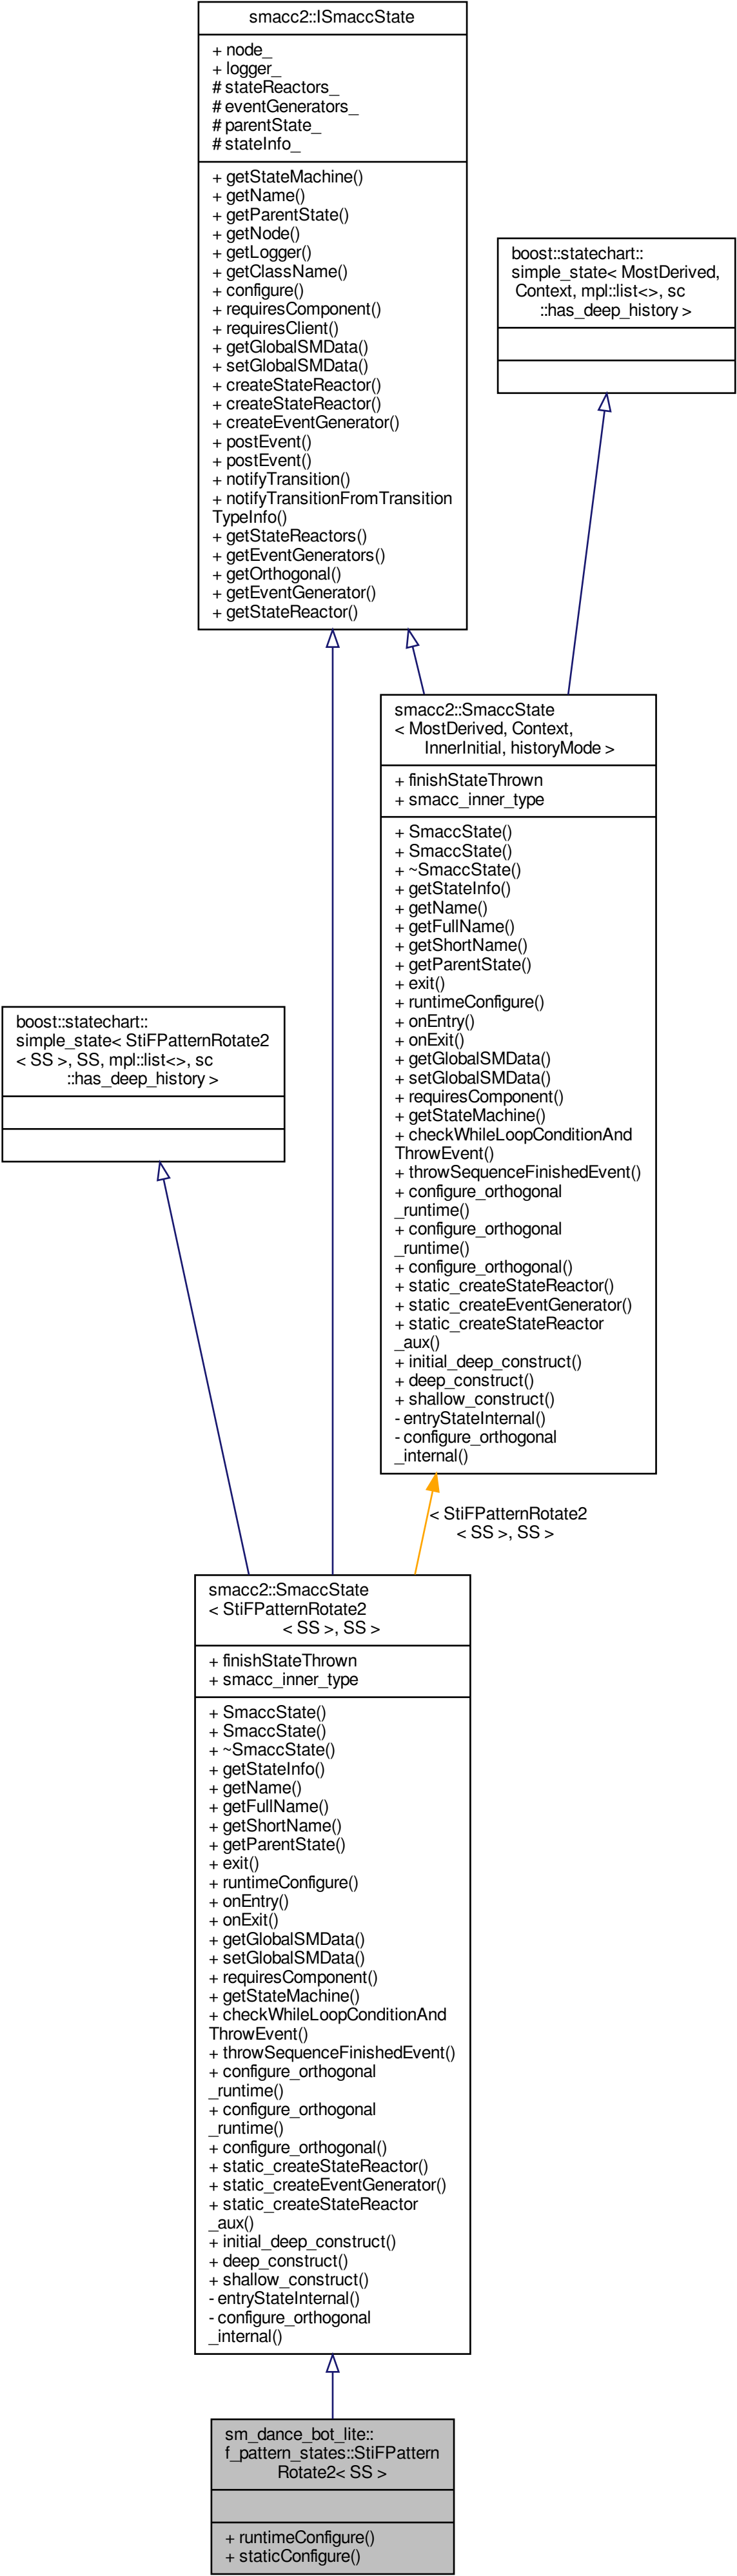 smacc2::ISmaccState
+ node_
+ logger_
# stateReactors_
# eventGenerators_
# parentState_
# stateInfo_
+ getStateMachine()
+ getName()
+ getParentState()
+ getNode()
+ getLogger()
+ getClassName()
+ configure()
+ requiresComponent()
+ requiresClient()
+ getGlobalSMData()
+ setGlobalSMData()
+ createStateReactor()
+ createStateReactor()
+ createEventGenerator()
+ postEvent()
+ postEvent()
+ notifyTransition()
+ notifyTransitionFromTransition
TypeInfo()
+ getStateReactors()
+ getEventGenerators()
+ getOrthogonal()
+ getEventGenerator()
+ getStateReactor()
boost::statechart::
simple_state< MostDerived,
Context, mpl::list<>, sc
::has_deep_history >
smacc2::SmaccState
< MostDerived, Context,
InnerInitial, historyMode >
+ finishStateThrown
+ smacc_inner_type
+ SmaccState()
+ SmaccState()
+ ~SmaccState()
+ getStateInfo()
+ getName()
+ getFullName()
+ getShortName()
+ getParentState()
+ exit()
+ runtimeConfigure()
+ onEntry()
+ onExit()
+ getGlobalSMData()
+ setGlobalSMData()
+ requiresComponent()
+ getStateMachine()
+ checkWhileLoopConditionAnd
ThrowEvent()
+ throwSequenceFinishedEvent()
+ configure_orthogonal
_runtime()
+ configure_orthogonal
_runtime()
+ configure_orthogonal()
+ static_createStateReactor()
+ static_createEventGenerator()
+ static_createStateReactor
_aux()
+ initial_deep_construct()
+ deep_construct()
+ shallow_construct()
- entryStateInternal()
- configure_orthogonal
_internal()
boost::statechart::
simple_state< StiFPatternRotate2
< SS >, SS, mpl::list<>, sc
::has_deep_history >
< StiFPatternRotate2
< SS >, SS >
smacc2::SmaccState
< StiFPatternRotate2
< SS >, SS >
+ finishStateThrown
+ smacc_inner_type
+ SmaccState()
+ SmaccState()
+ ~SmaccState()
+ getStateInfo()
+ getName()
+ getFullName()
+ getShortName()
+ getParentState()
+ exit()
+ runtimeConfigure()
+ onEntry()
+ onExit()
+ getGlobalSMData()
+ setGlobalSMData()
+ requiresComponent()
+ getStateMachine()
+ checkWhileLoopConditionAnd
ThrowEvent()
+ throwSequenceFinishedEvent()
+ configure_orthogonal
_runtime()
+ configure_orthogonal
_runtime()
+ configure_orthogonal()
+ static_createStateReactor()
+ static_createEventGenerator()
+ static_createStateReactor
_aux()
+ initial_deep_construct()
+ deep_construct()
+ shallow_construct()
- entryStateInternal()
- configure_orthogonal
_internal()
sm_dance_bot_lite::
f_pattern_states::StiFPattern
Rotate2< SS >
+ runtimeConfigure()
+ staticConfigure()